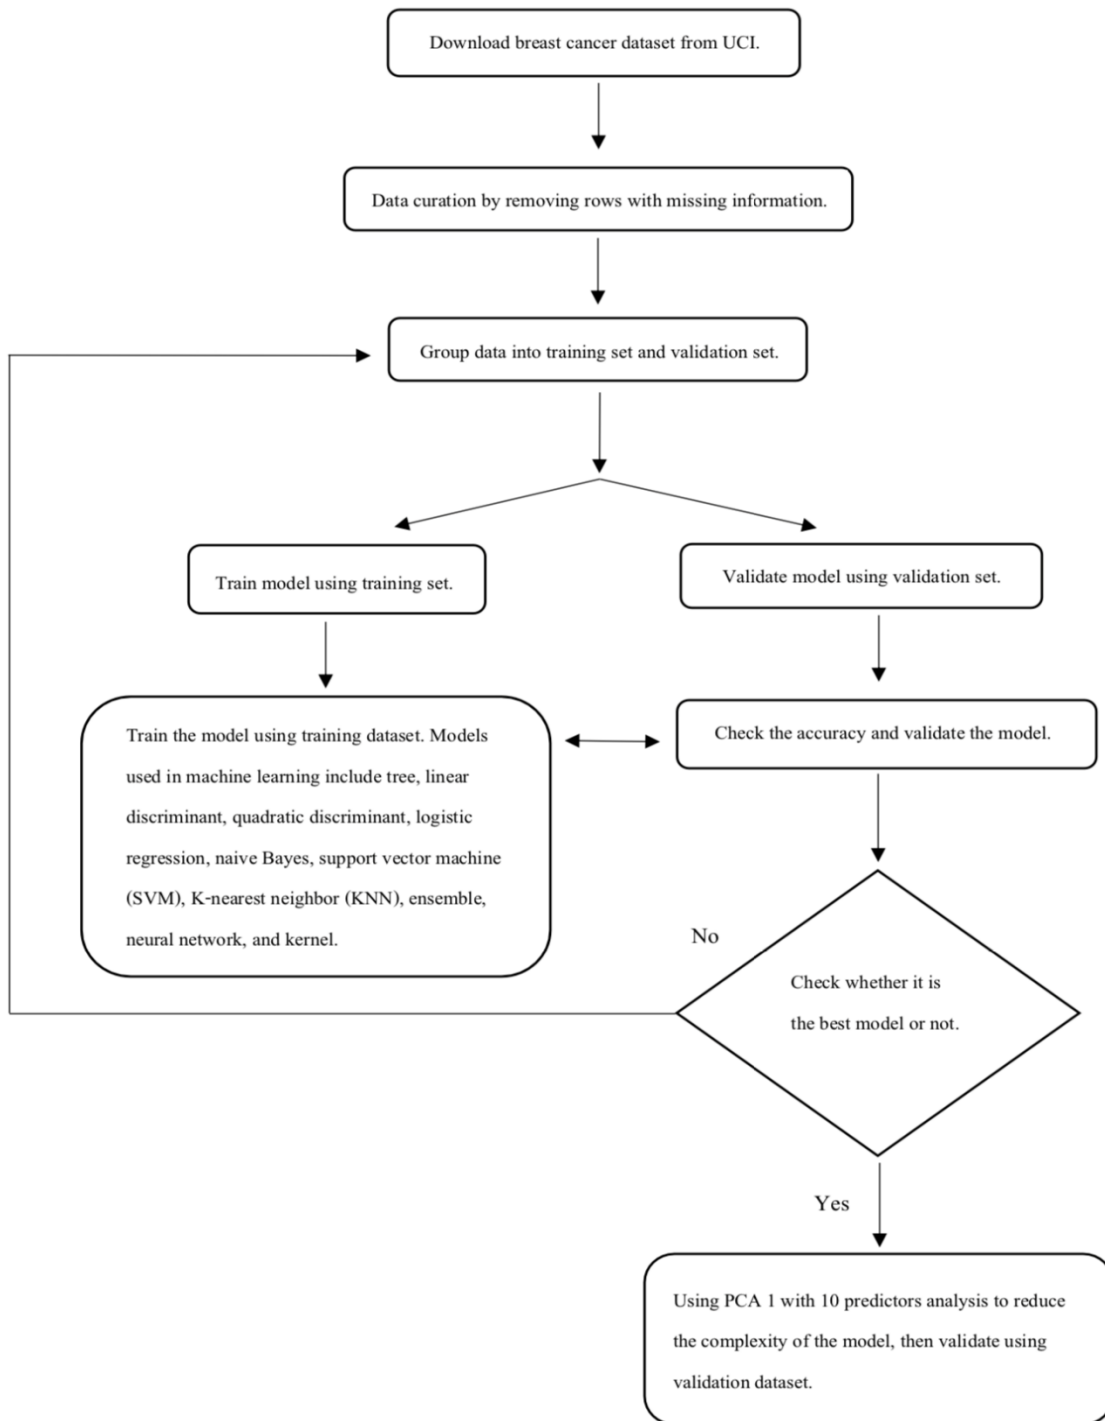 Download breast cancer dataset from UCI.
Data curation by removing rows with missing information.
Group data into training set and validation set.
Train model using training set.
Validate model using validation set.
Train the model using training dataset. Models
used in machine learning include tree, linear
discriminant, quadratic discriminant, logistic
regression, naive Bayes, support vector machine
(SVM), K-nearest neighbor (KNN), ensemble,
neural network, and kernel.
Check the accuracy and validate the model.
No
Check whether it is
the best model or not.
Yes
Using PCA 1 with 10 predictors analysis to reduce
the complexity of the model, then validate using
validation dataset.